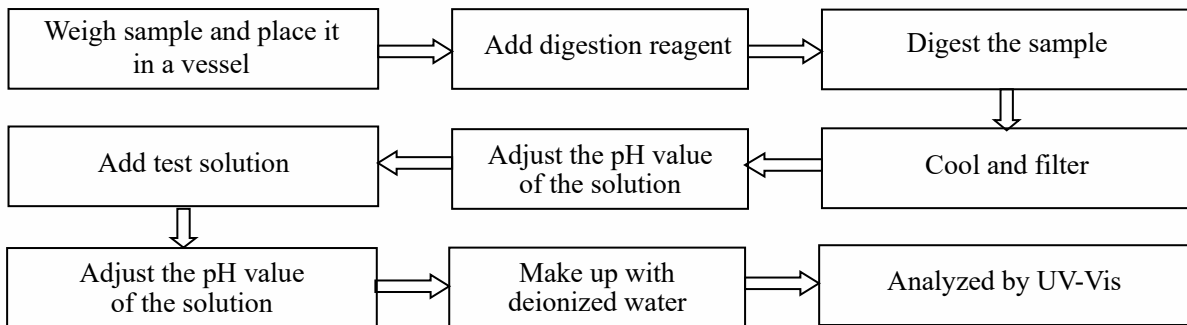 Weigh sample and place it
in a vessel
Add digestion reagent
Digest the sample
Cool and filter
Adjust the pH value
of the solution
Add test solution
Adjust the pH value
of the solution
Make up with
deionized water
Analyzed by UV-Vis